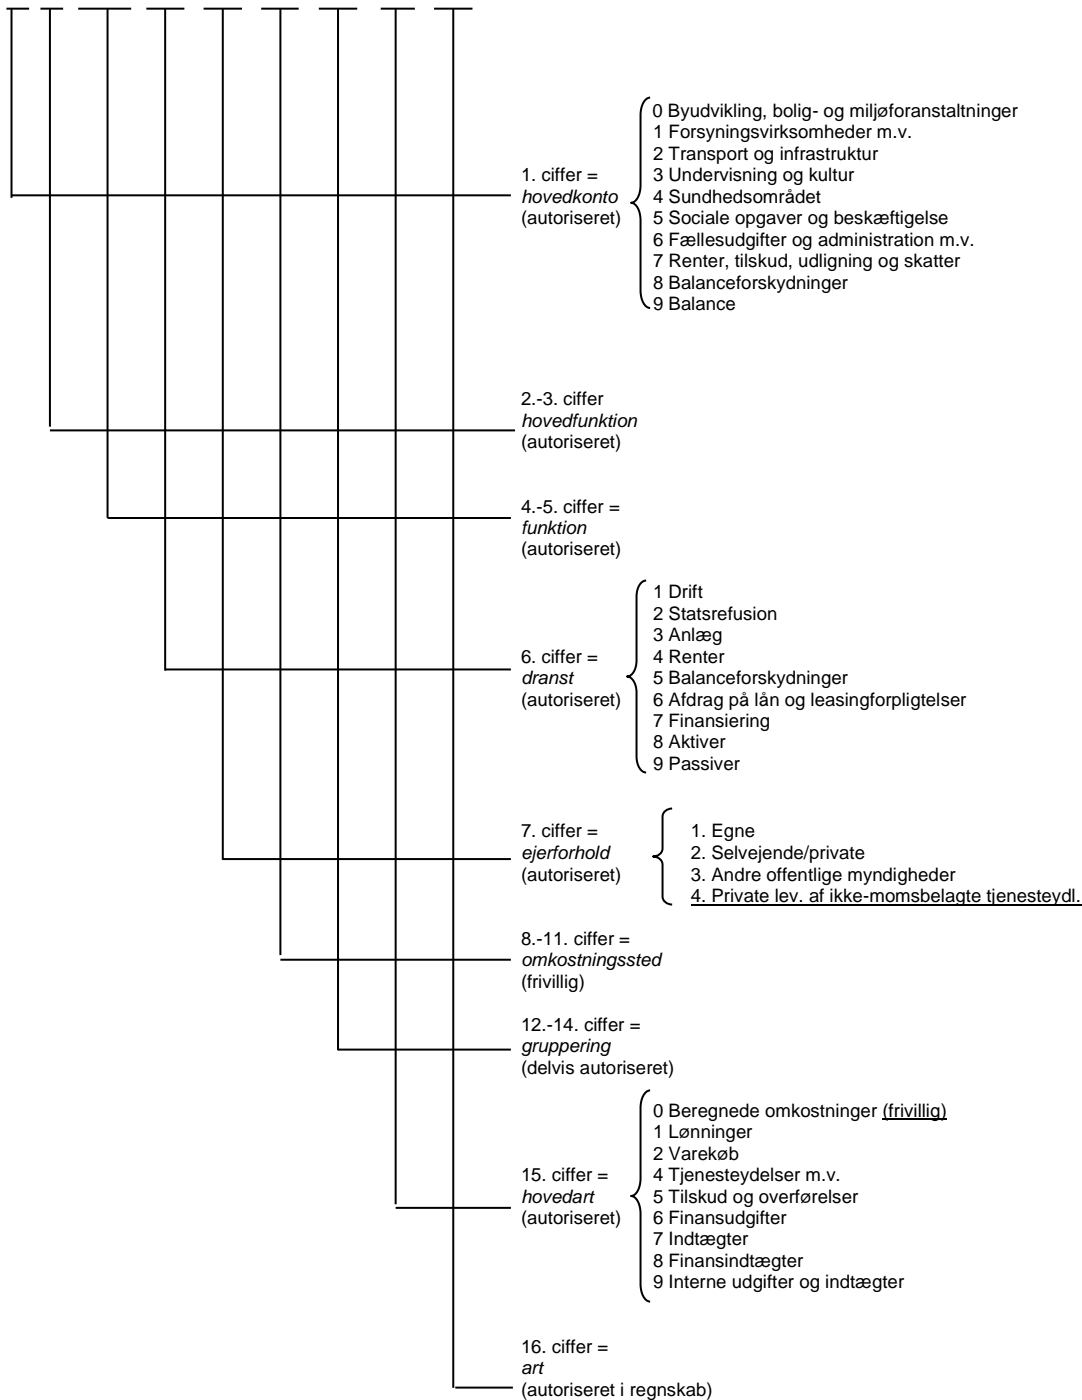 0 Byudvikling, bolig- og miljøforanstaltninger
1 Forsyningsvirksomheder m.v.
2 Transport og infrastruktur
1. ciffer =
3 Undervisning og kultur
hovedkonto
4 Sundhedsområdet
(autoriseret)
5 Sociale opgaver og beskæftigelse
6 Fællesudgifter og administration m.v.
7 Renter, tilskud, udligning og skatter
8 Balanceforskydninger
9 Balance
2.-3. ciffer
hovedfunktion
(autoriseret)
4.-5. ciffer =
funktion
(autoriseret)
1 Drift
2 Statsrefusion
3 Anlæg
6. ciffer =
4 Renter
dranst
5 Balanceforskydninger
(autoriseret)
6 Afdrag på lån og leasingforpligtelser
7 Finansiering
8 Aktiver
9 Passiver
7. ciffer =
1. Egne
ejerforhold
2. Selvejende/private
(autoriseret)
3. Andre offentlige myndigheder
4. Private lev. af ikke-momsbelagte tjenesteydl.
8.-11. ciffer =
omkostningssted
(frivillig)
12.-14. ciffer =
gruppering
(delvis autoriseret)
0 Beregnede omkostninger (frivillig)
1 Lønninger
2 Varekøb
15. ciffer =
4 Tjenesteydelser m.v.
hovedart
5 Tilskud og overførelser
(autoriseret)
6 Finansudgifter
7 Indtægter
8 Finansindtægter
9 Interne udgifter og indtægter
16. ciffer =
art
(autoriseret i regnskab)